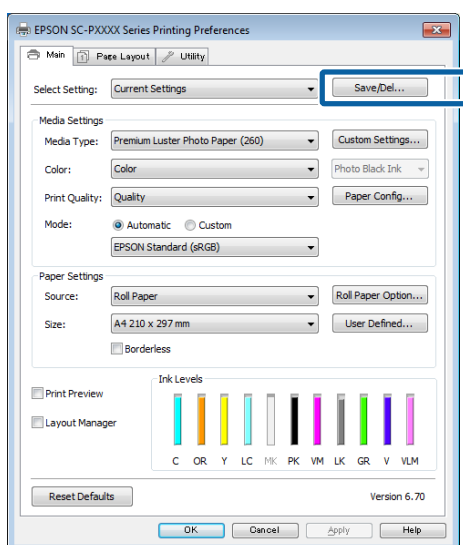 EPSON SC-PXXXX Series Printing Preferences
Main Page Layout Utility
Select Setting: Current Settings Save/Del...
Media Settings
Media Type: Premium Luster Photo Paper (260) Custom Settings...
Color: Color Photo Black Ink
Print Quality: Quality Paper Config...
Mode: Automatic Custom
EPSON Standard (sRGB)
Paper Settings
Source: Roll Paper Roll Paper Option...
Size: A4 210 x 297 mm User Defined...
Borderless
Ink Levels
Print Preview
Layout Manager
C OR Y LC MK PK VM LK GR V VLM
Reset Defaults Version 6.70
OK Cancel Apply Help